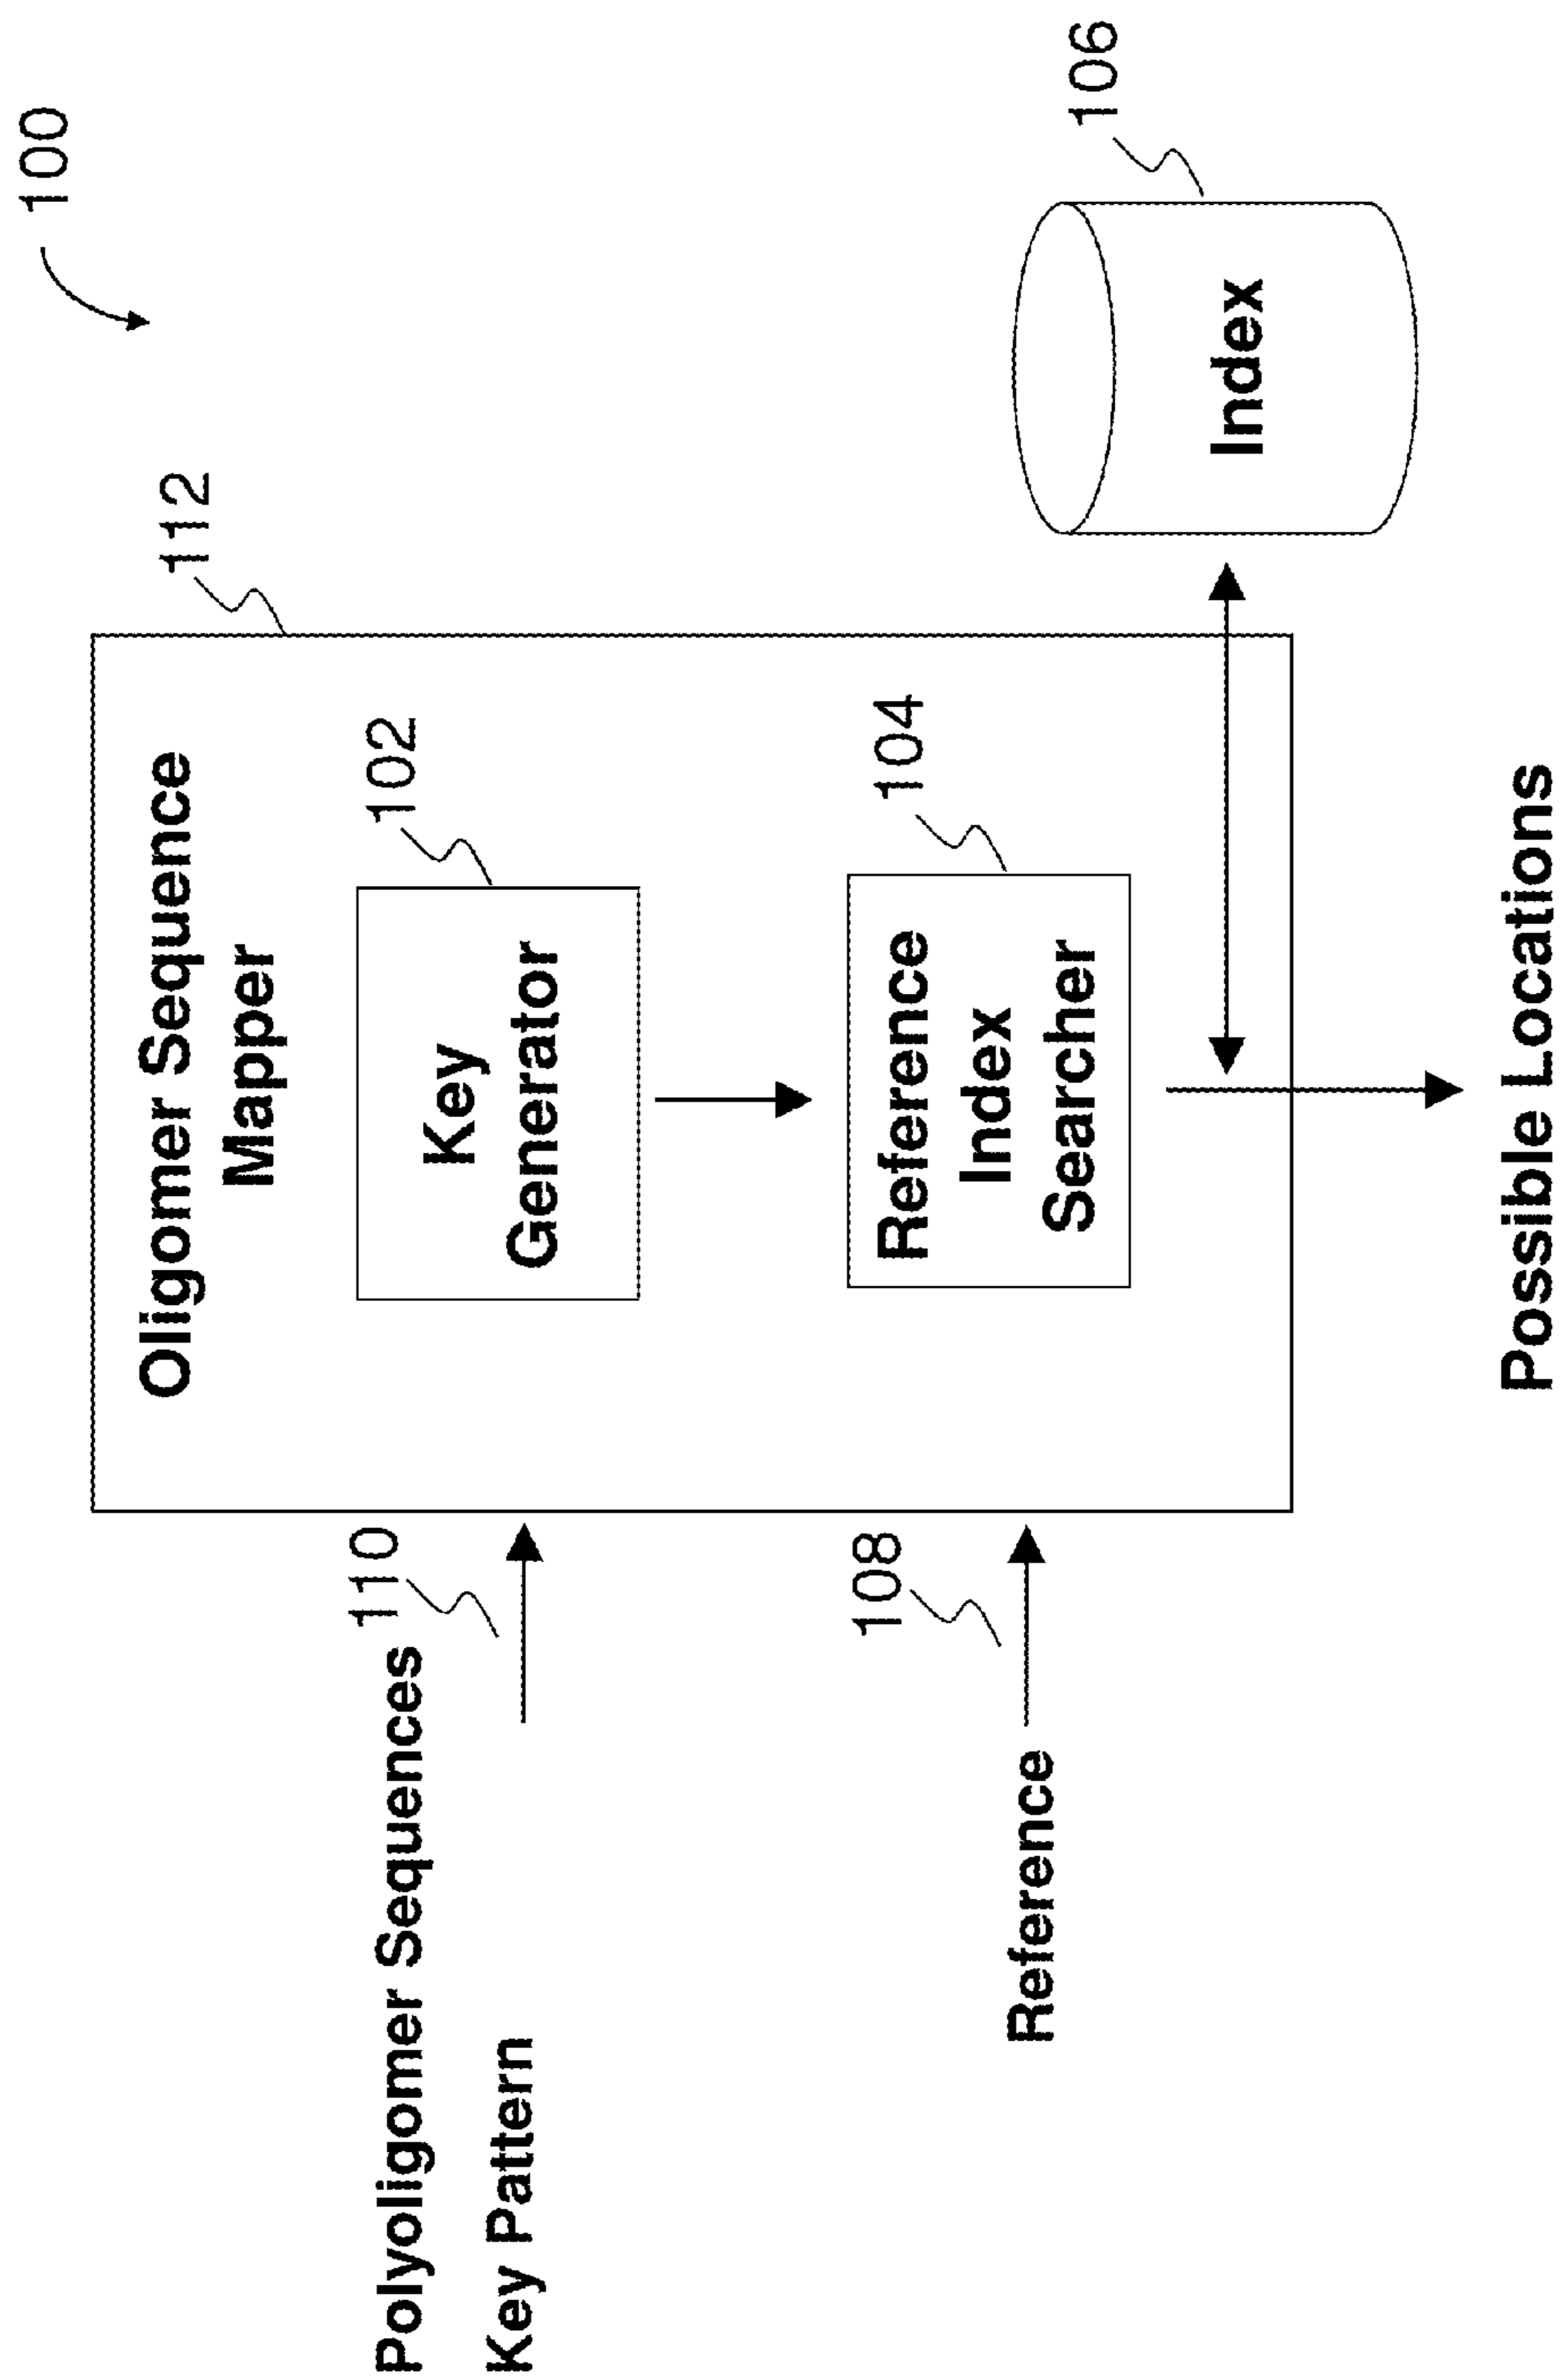 100
112
Oligomer Sequence
Mapper
Polyoligomer Sequences
110
Key Pattern
102
Key
Generator
Reference
108
104
Reference
Index
Searcher
106
Index
Possible Locations